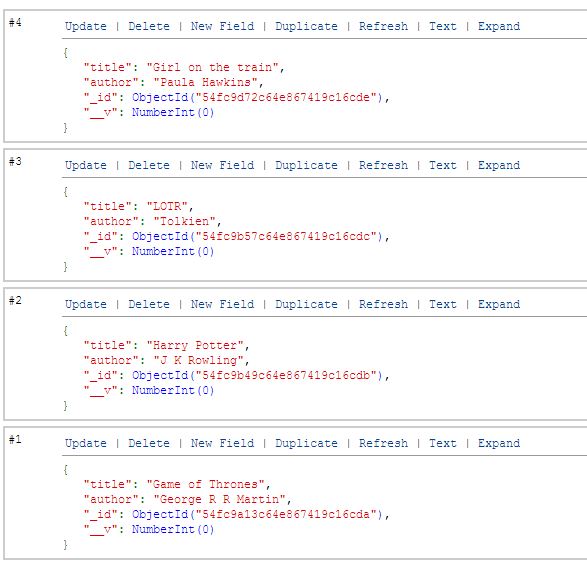 #4 Update | Delete | New Field | Duplicate | Refresh | Text | Expand
{
"title": "Girl on the train",
"author": "Paula Hawkins",
"_id": ObjectId("54fc9d72c64e867419c16cde"),
"__v": NumberInt(0)
}
#3 Update | Delete | New Field | Duplicate | Refresh | Text | Expand
{
"title": "LOTR",
"author": "Tolkien",
"_id": ObjectId("54fc9b57c64e867419c16cdc"),
"__v": NumberInt(0)
}
#2 Update | Delete | New Field | Duplicate | Refresh | Text | Expand
{
"title": "Harry Potter",
"author": "J K Rowling",
"_id": ObjectId("54fc9b49c64e867419c16cdb"),
"__v": NumberInt(0)
}
#1 Update | Delete | New Field | Duplicate | Refresh | Text | Expand
{
"title": "Game of Thrones",
"author": "George R R Martin",
"_id": ObjectId("54fc9a13c64e867419c16cda"),
"__v": NumberInt(0)
}